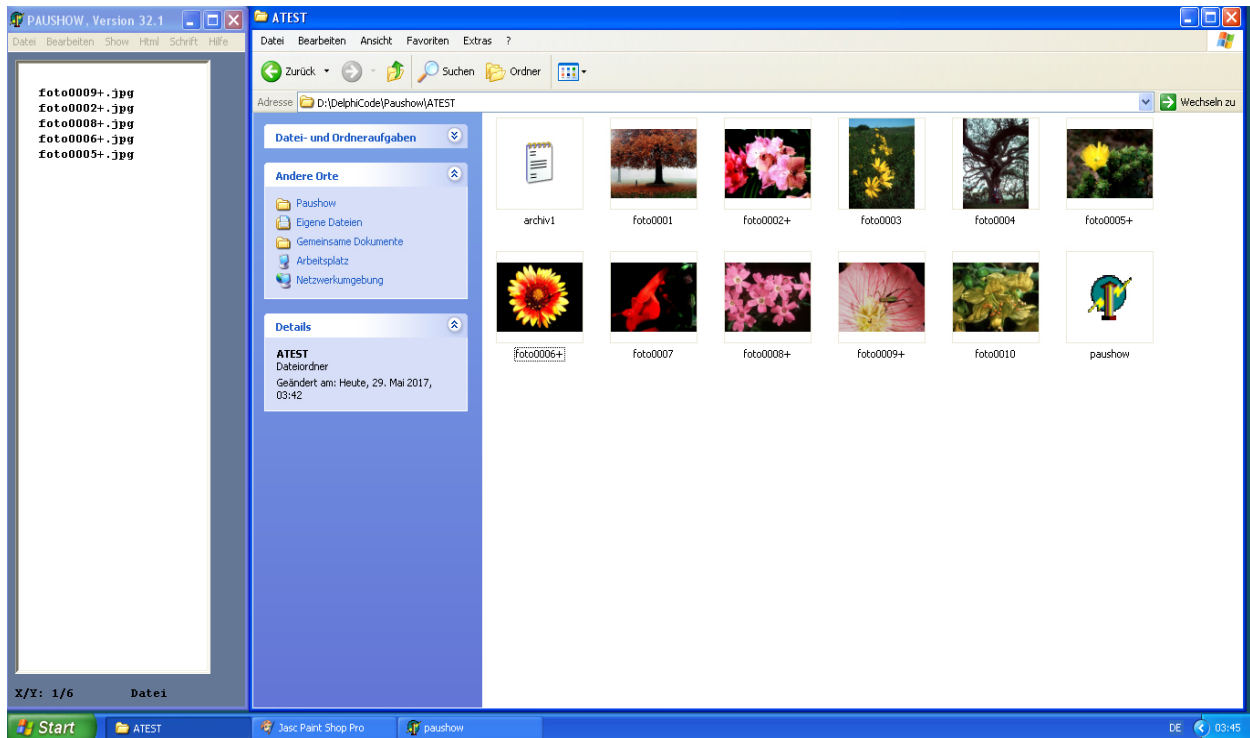 PAUSHOW, Version 32.1
Datei Bearbeiten Show Html Schrift Hilfe
foto0009+.jpg
foto0002+.jpg
foto0008+.jpg
foto0006+.jpg
foto0005+.jpg
X/Y: 1/6 Datei
ATEST
Datei Bearbeiten Ansicht Favoriten Extras ?
Zurück Suchen Ordner
Adresse D:\DelphiCode\Paushow\ATEST Wechseln zu
Datei- und Ordneraufgaben
Andere Orte
Paushow
Eigene Dateien
Gemeinsame Dokumente
Arbeitsplatz
Netzwerkumgebung
Details
ATEST
Dateiordner
Geändert am: Heute, 29. Mai 2017,
03:42
archiv1 foto0001 foto0002+ foto0003 foto0004 foto0005+
foto0006+ foto0007 foto0008+ foto0009+ foto0010 paushow
Start ATEST Jasc Paint Shop Pro paushow DE 03:45